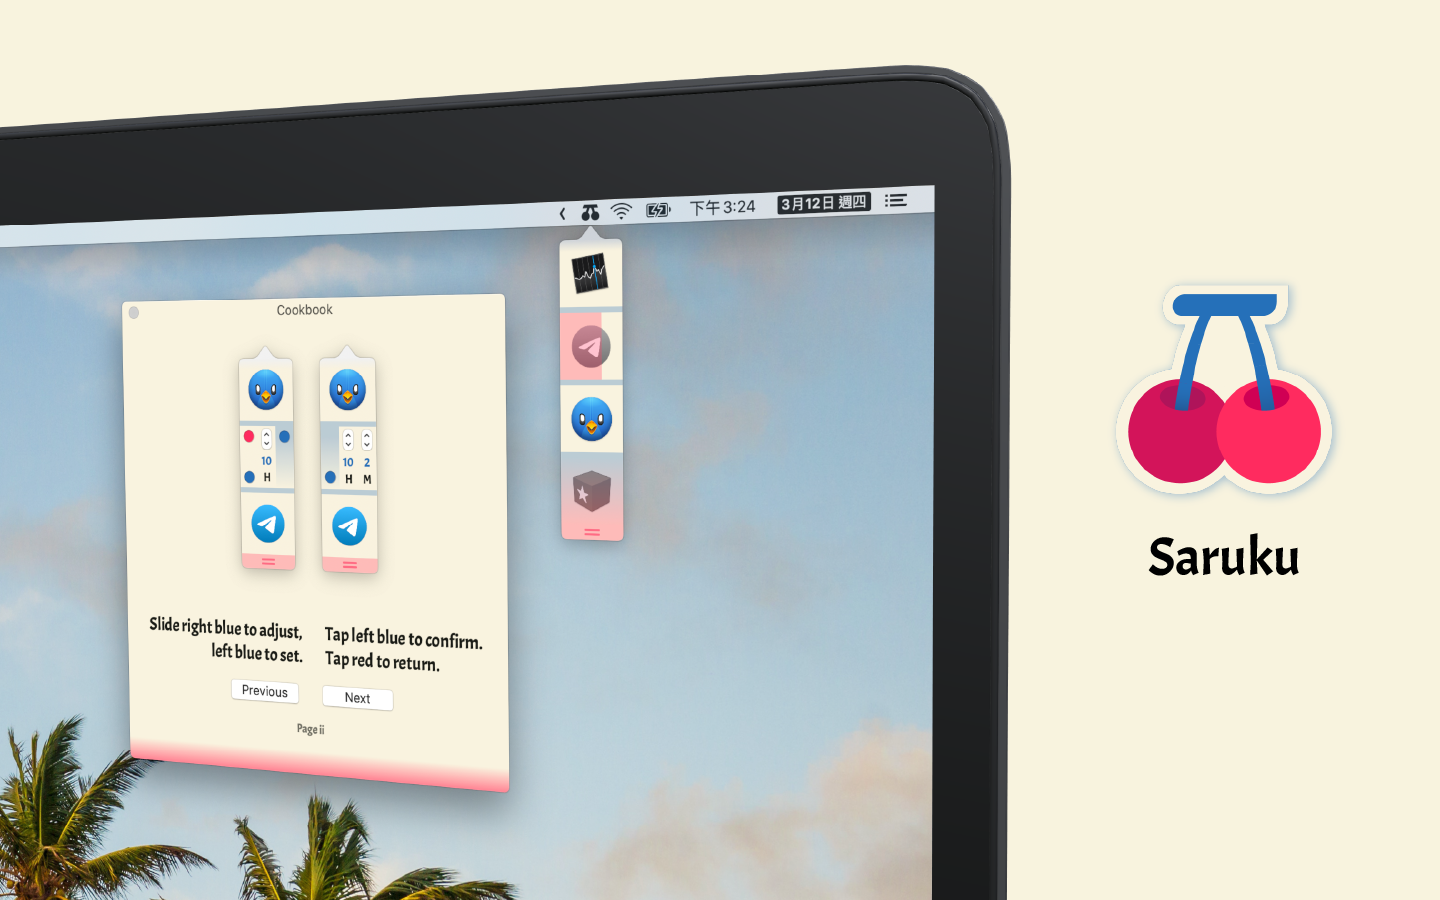 下午3:24
3月12日 週四
Cookbook
10
H
10 2
H M
Slide right blue to adjust,
left blue to set.
Tap left blue to confirm.
Tap red to return.
Previous
Next
Page ii
Saruku